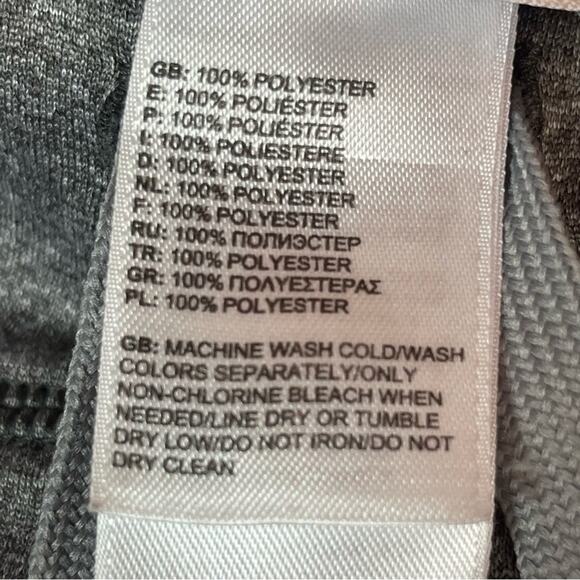 GB: 100% POLYESTER
E: 100% POLIÉSTER
P: 100% POLIÉSTER
I: 100% POLIESTERE
D: 100% POLYESTER
NL: 100% POLYESTER
F: 100% POLYESTER
RU: 100% ПОЛИЭСТЕР
TR: 100% POLYESTER
GR: 100% ΠΟΛΥΕΣΤΕΡΑΣ
PL: 100% POLYESTER
GB: MACHINE WASH COLD/WASH
COLORS SEPARATELY/ONLY
NON-CHLORINE BLEACH WHEN
NEEDED/LINE DRY OR TUMBLE
DRY LOW/DO NOT IRON/DO NOT
DRY CLEAN